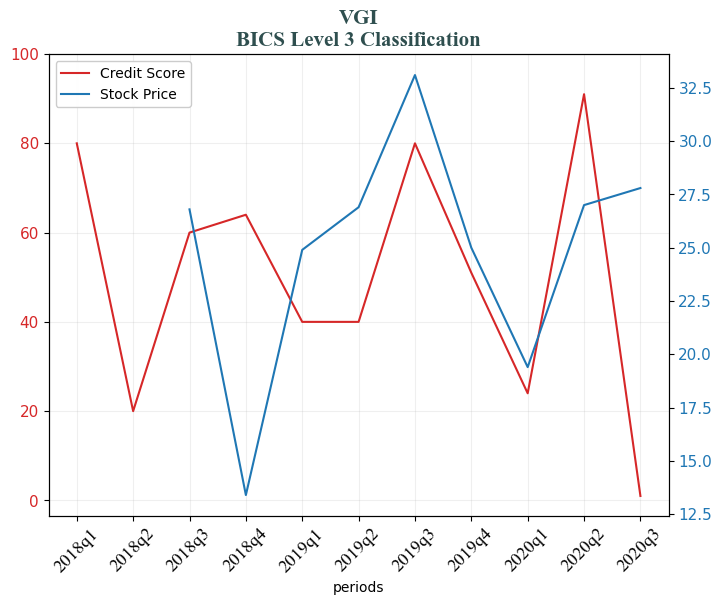 VGI
BICS Level 3 Classification
Credit Score
Stock Price
100
80
60
40
20
0
32.5
30.0
27.5
25.0
22.5
20.0
17.5
15.0
12.5
2018q1
2018q2
2018q3
2018q4
2019q1
2019q2
2019q3
2019q4
2020q1
2020q2
2020q3
periods